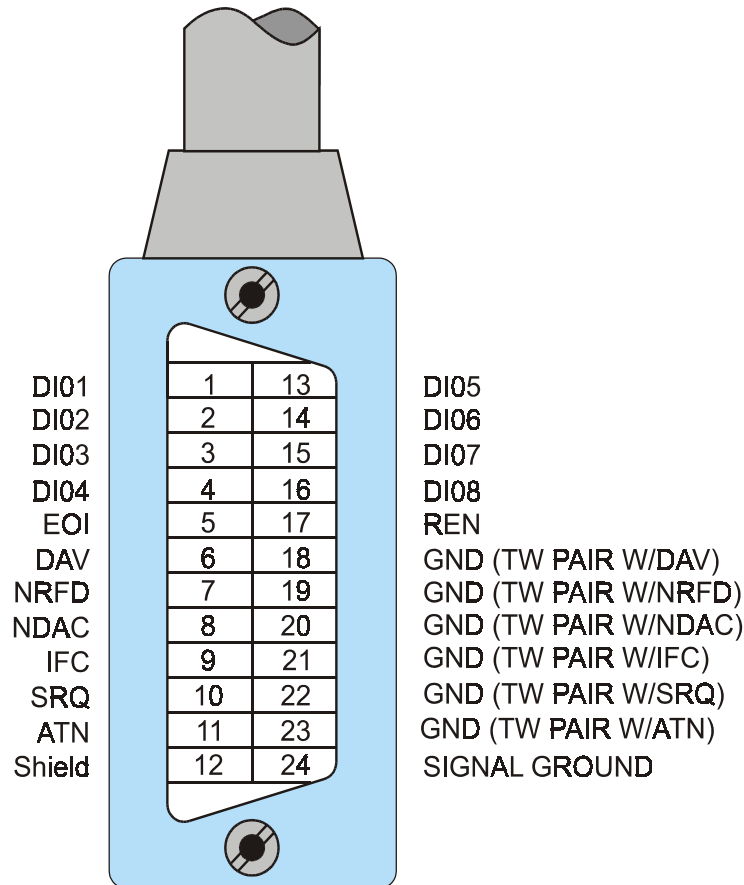 DI01 1 13 DI05
DI02 2 14 DI06
DI03 3 15 DI07
DI04 4 16 DI08
EOI 5 17 REN
DAV 6 18 GND (TW PAIR W/DAV)
NRFD 7 19 GND (TW PAIR W/NRFD)
NDAC 8 20 GND (TW PAIR W/NDAC)
IFC 9 21 GND (TW PAIR W/IFC)
SRQ 10 22 GND (TW PAIR W/SRQ)
ATN 11 23 GND (TW PAIR W/ATN)
Shield 12 24 SIGNAL GROUND